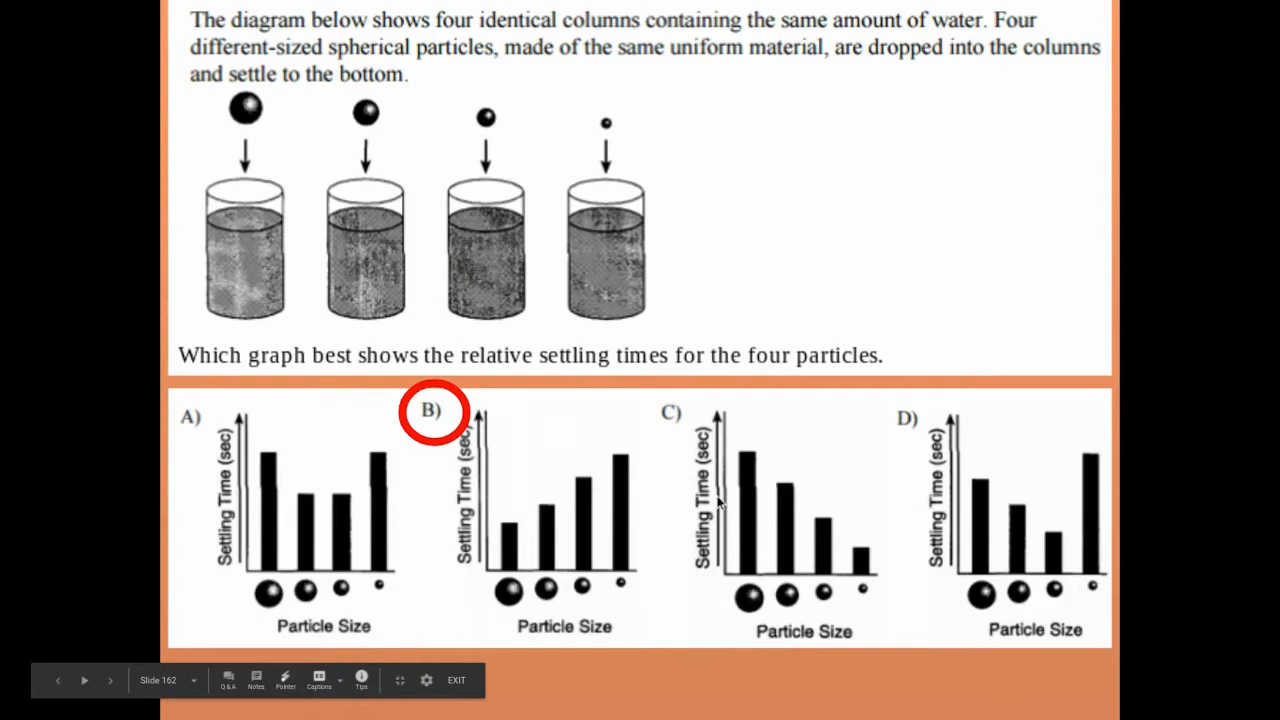 The diagram below shows four identical columns containing the same amount of water. Four
different-sized spherical particles, made of the same uniform material, are dropped into the columns
and settle to the bottom.
Which graph best shows the relative settling times for the four particles.
A)
Settling Time (sec)
Particle Size
B)
Settling Time (sec)
Particle Size
C)
Settling Time (sec)
Particle Size
D)
Settling Time (sec)
Particle Size
Slide 162
Q & A
Notes
Pointer
CC
Captions
Tips
EXIT